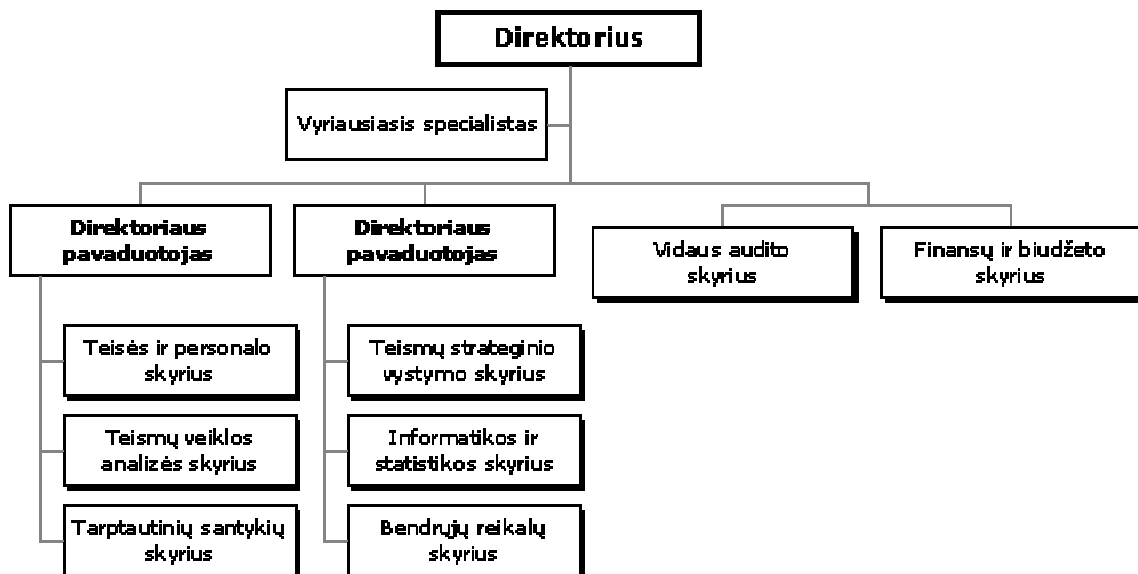 Direktorius
Vyriausiasis specialistas
Direktoriaus
pavaduotojas
Direktoriaus
pavaduotojas
Vidaus audito
skyrius
Finansų ir biudžeto
skyrius
Teisės ir personalo
skyrius
Teismų strateginio
vystymo skyrius
Teismų veiklos
analizės skyrius
Informatikos ir
statistikos skyrius
Tarptautinių santykių
skyrius
Bendrųjų reikalų
skyrius